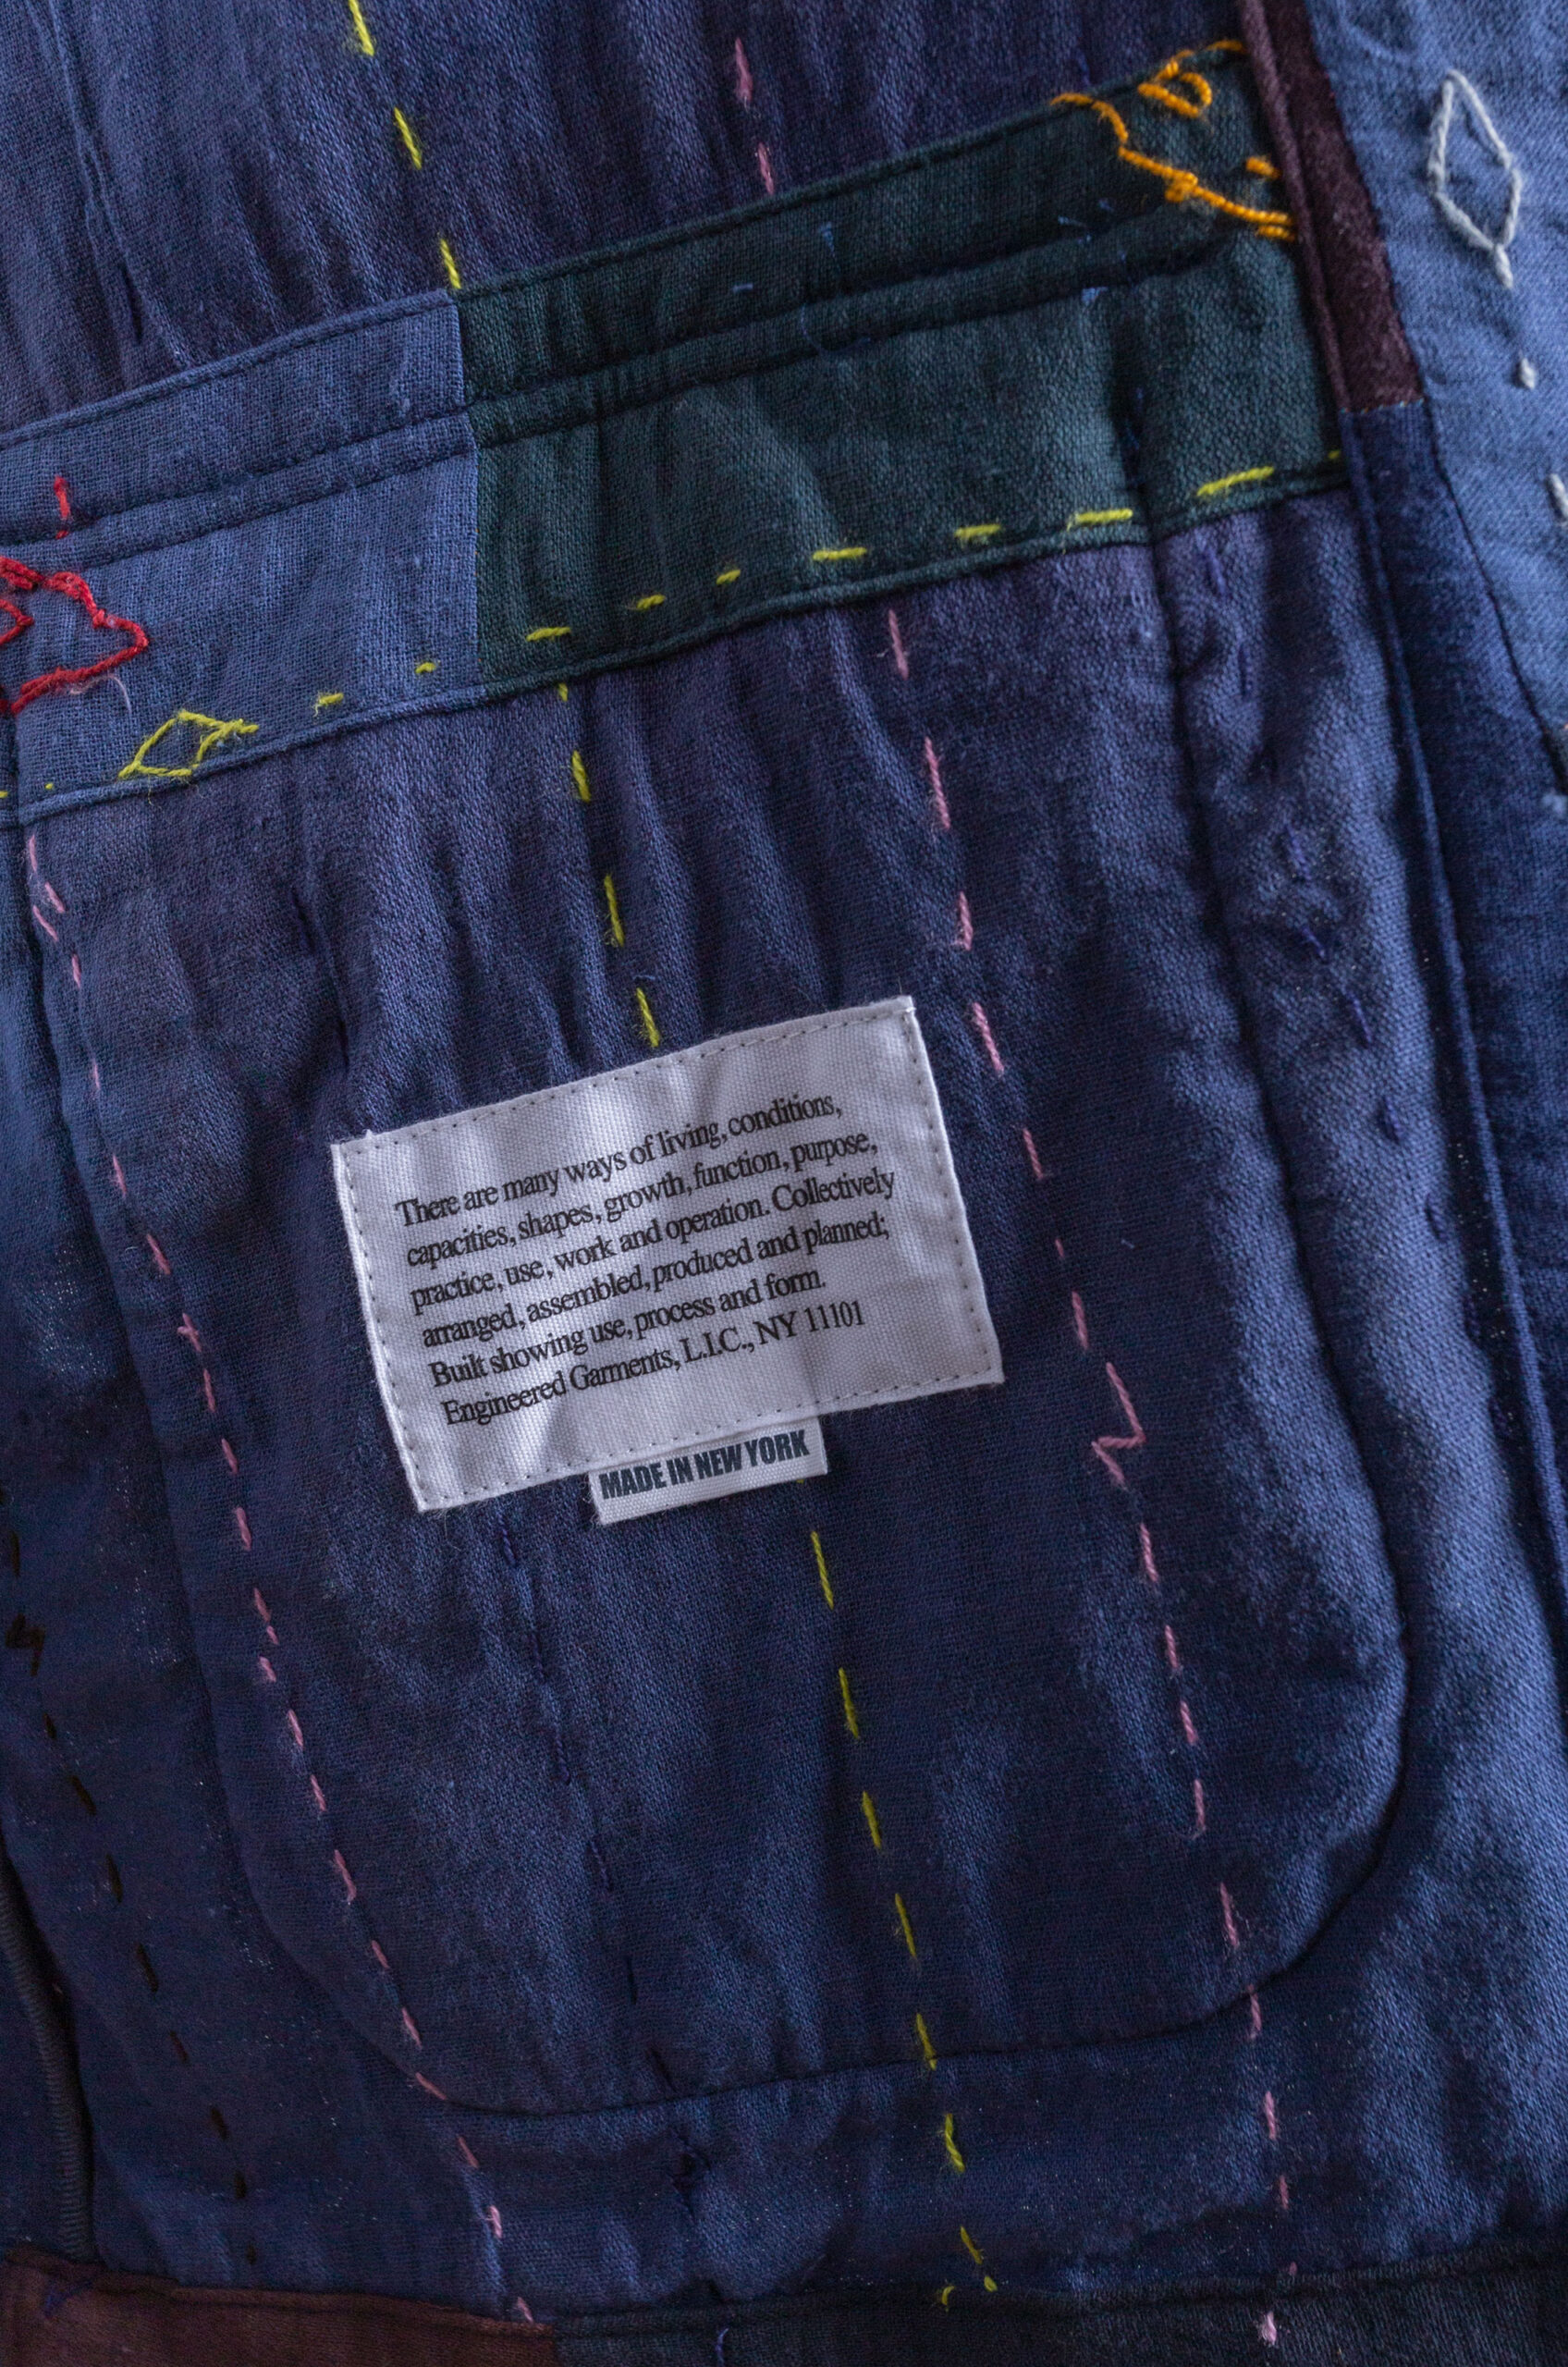 There are many ways of living, conditions,
capacities, shapes, growth, function, purpose,
practice, use, work and operation. Collectively
arranged, assembled, produced and planned;
Built showing use, process and form.
Engineered Garments, L.I.C., NY 11101
MADE IN NEW YORK